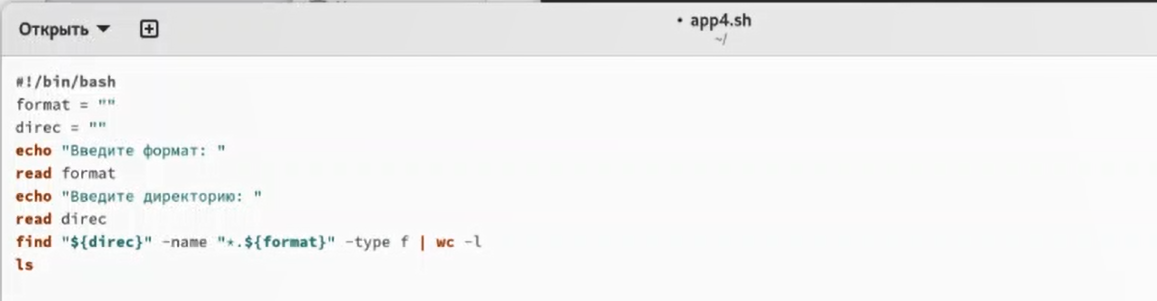 Открыть
• app4.sh
~/
#!/bin/bash
format = ""
direc = ""
echo "Введите формат: "
read format
echo "Введите директорию: "
read direc
find "${direc}" -name "*.${format}" -type f | wc -l
ls